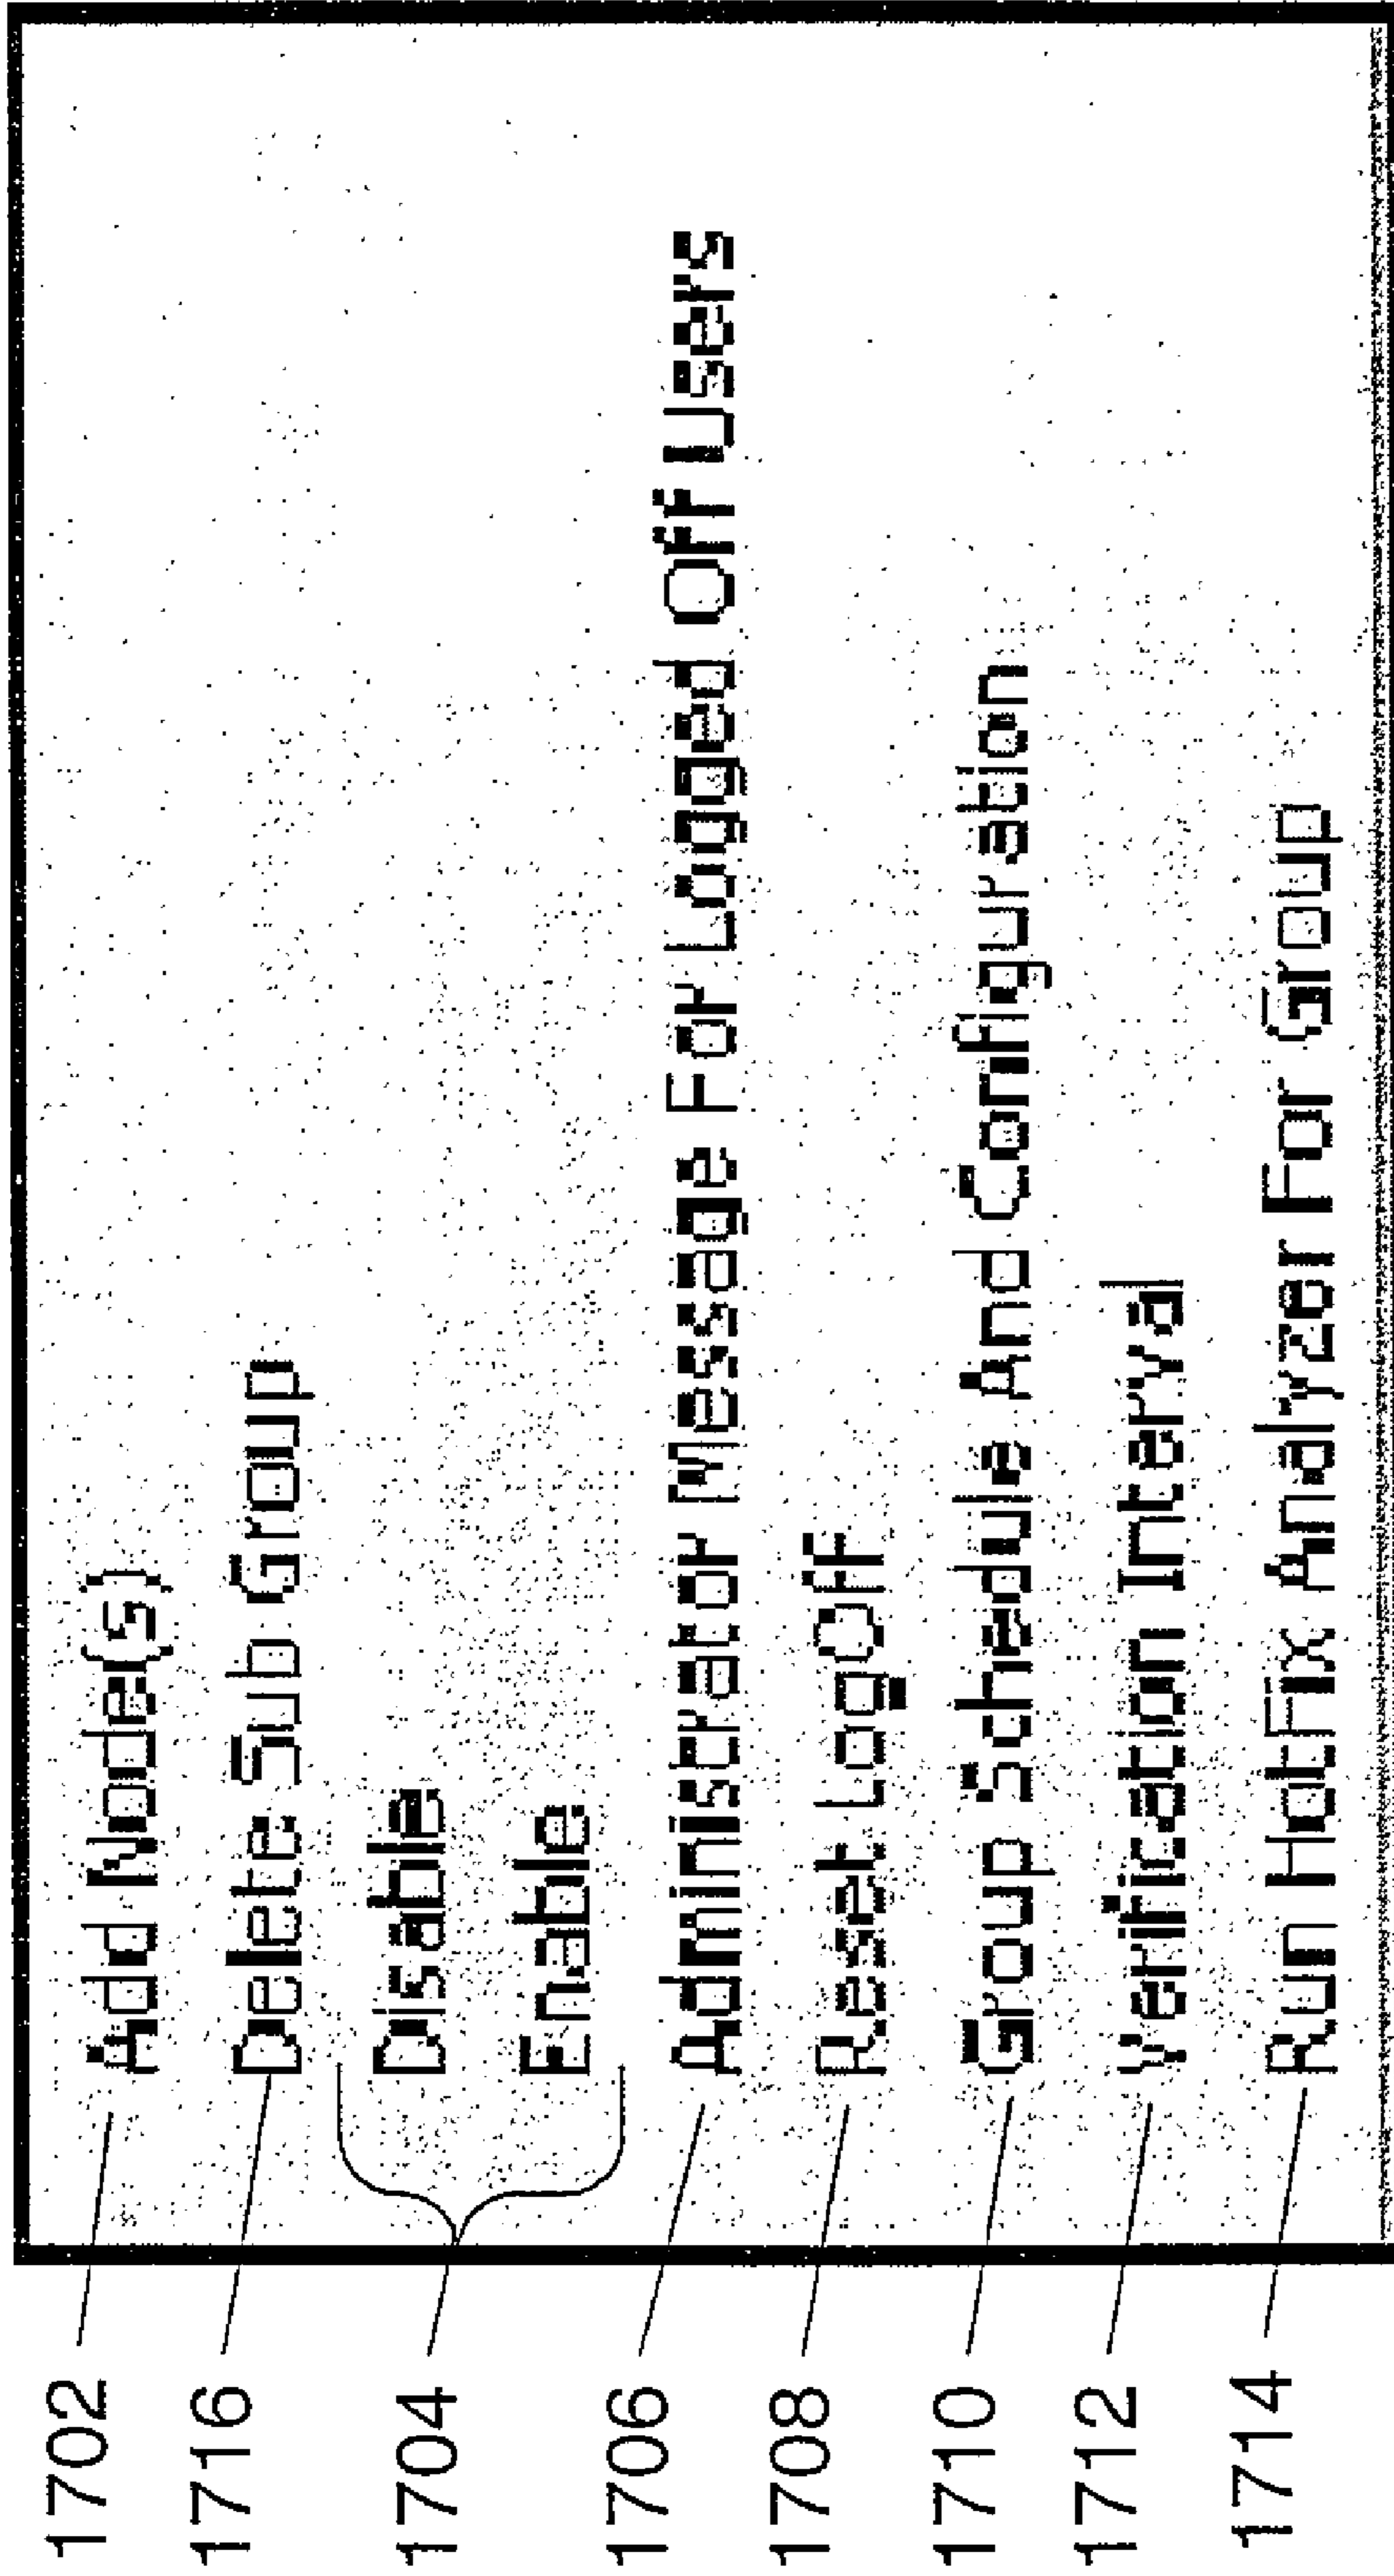 1702 Add Node(s)
1716 Delete Sub Group
1704 Disable
Enable
1706 Administrator Message For Logged Off Users
1708 Reset LogOff
1710 Group Schedule And Configuration
1712 Verification Interval
1714 Run HotFix Analyzer For Group